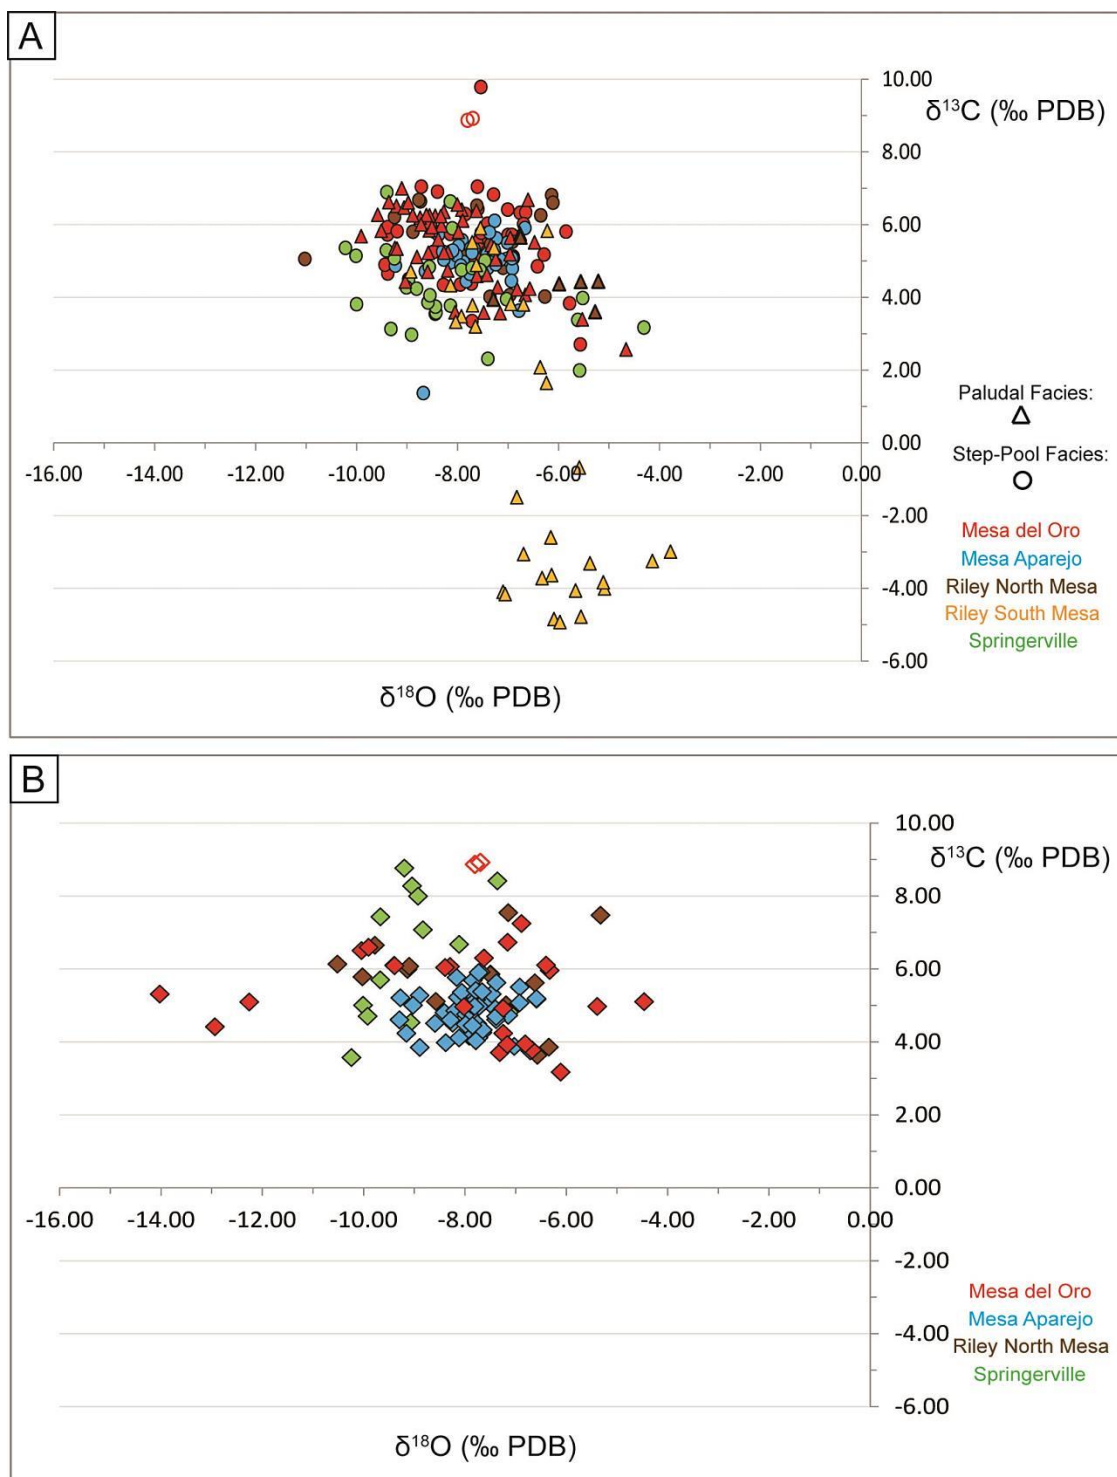 A
10.00
δ¹³C (‰ PDB)
8.00
6.00
4.00
2.00
Paludal Facies:
0.00
-16.00 -14.00 -12.00 -10.00 -8.00 -6.00 -4.00 -2.00 0.00
Step-Pool Facies:
-2.00
Mesa del Oro
Mesa Aparejo
-4.00
Riley North Mesa
Riley South Mesa
Springerville
-6.00
δ¹⁸O (‰ PDB)
B
10.00
δ¹³C (‰ PDB)
8.00
6.00
4.00
2.00
0.00
-16.00 -14.00 -12.00 -10.00 -8.00 -6.00 -4.00 -2.00 0.00
-2.00
Mesa del Oro
Mesa Aparejo
-4.00
Riley North Mesa
Springerville
-6.00
δ¹⁸O (‰ PDB)